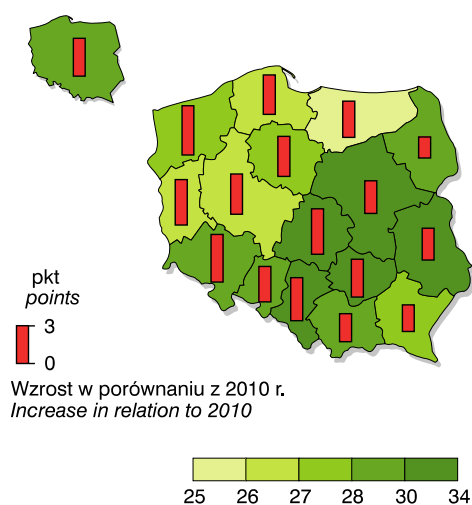 pkt
points
3
0
Wzrost w porównaniu z 2010 r.
Increase in relation to 2010
25 26 27 28 30 34